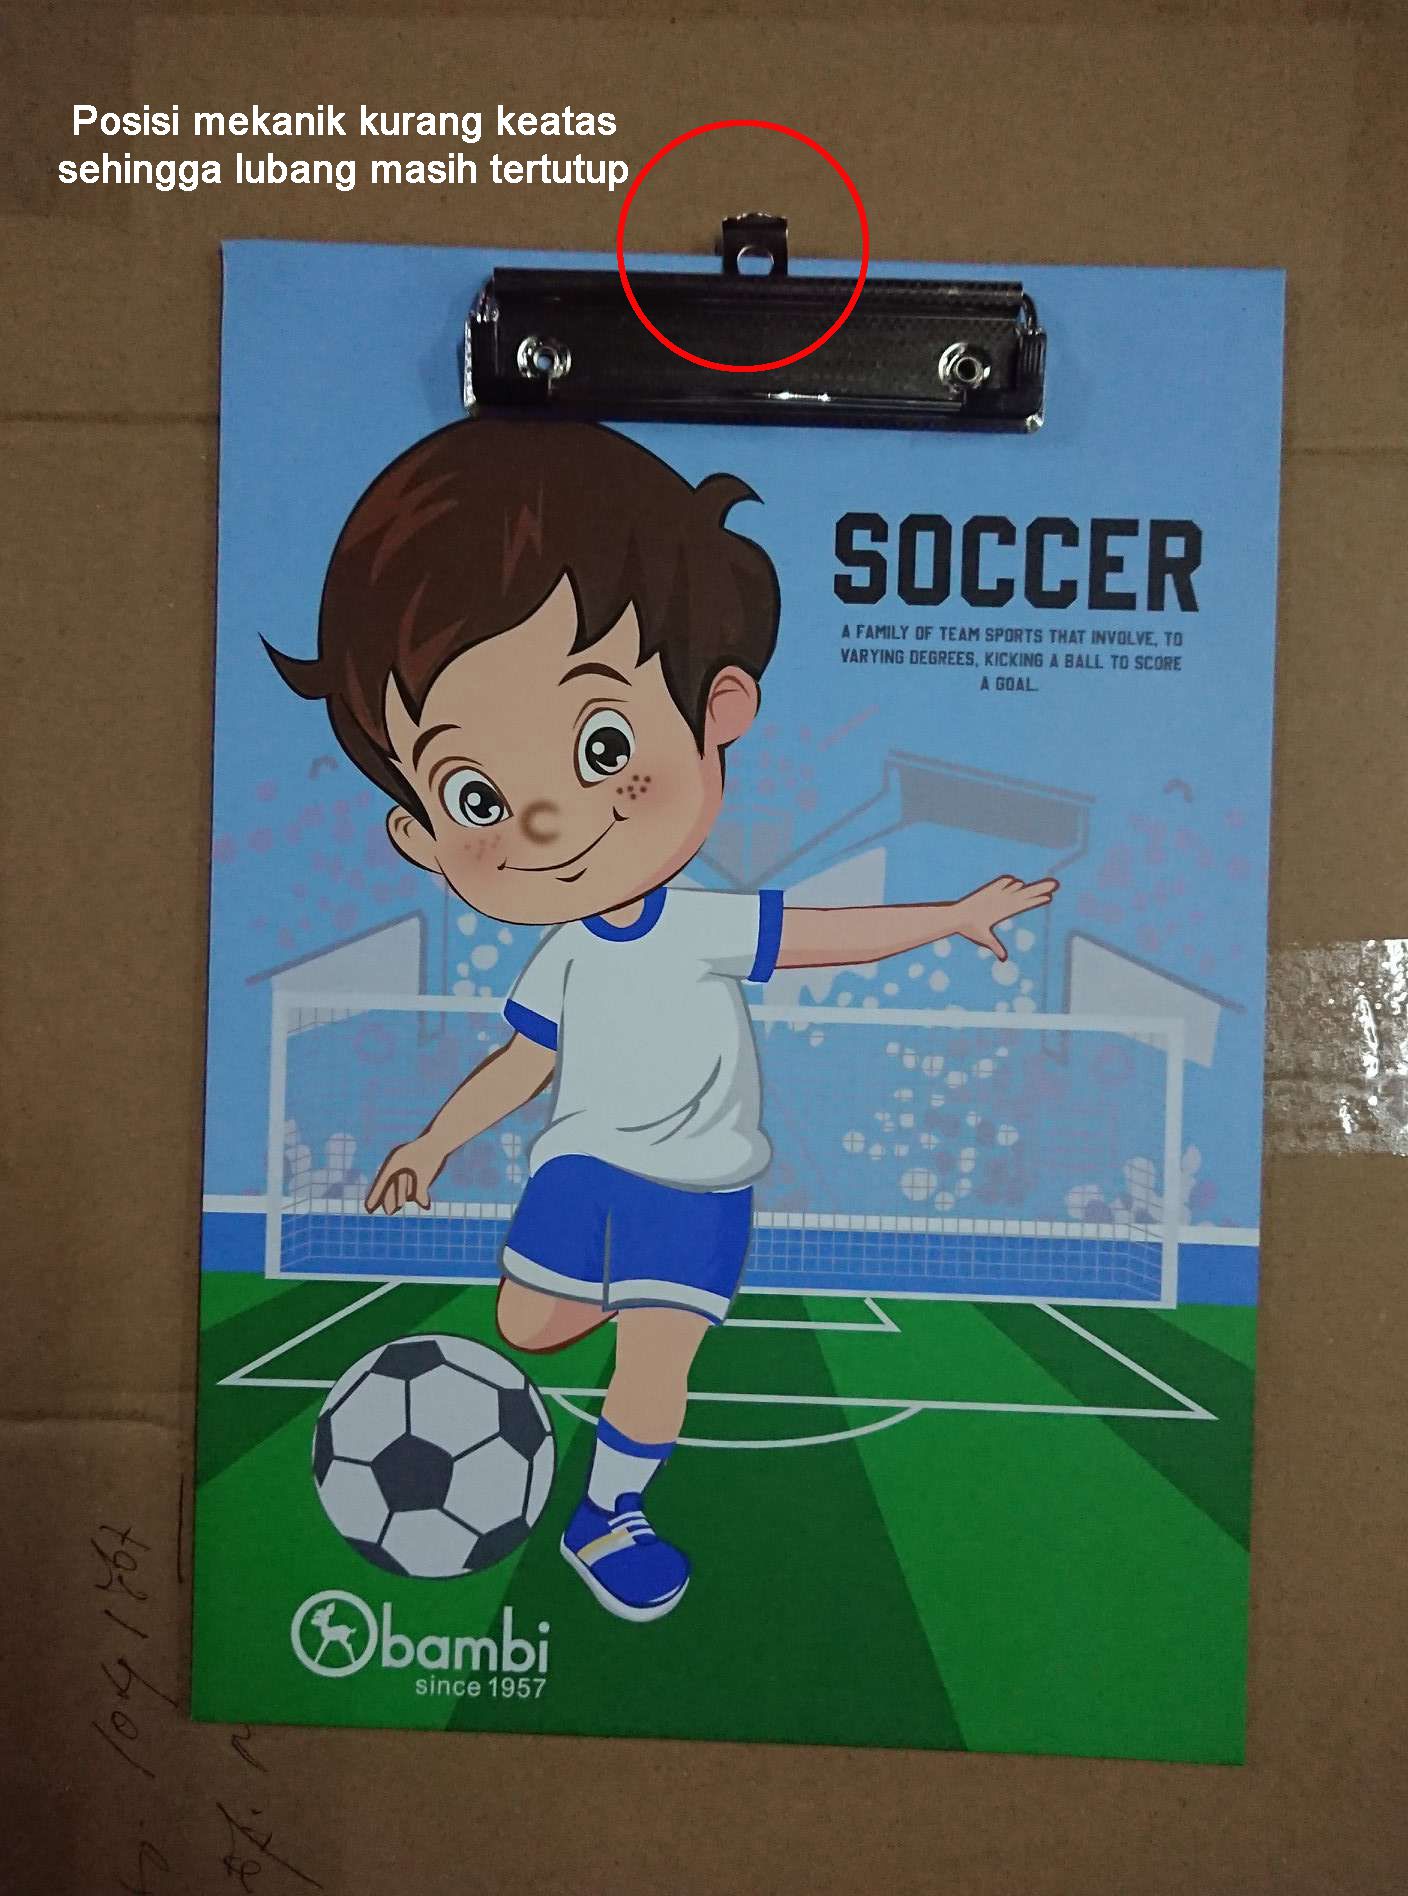 Posisi mekanik kurang keatas
sehingga lubang masih tertutup
SOCCER
A FAMILY OF TEAM SPORTS THAT INVOLVE, TO
VARYING DEGREES, KICKING A BALL TO SCORE
A GOAL.
bambi
since 1957